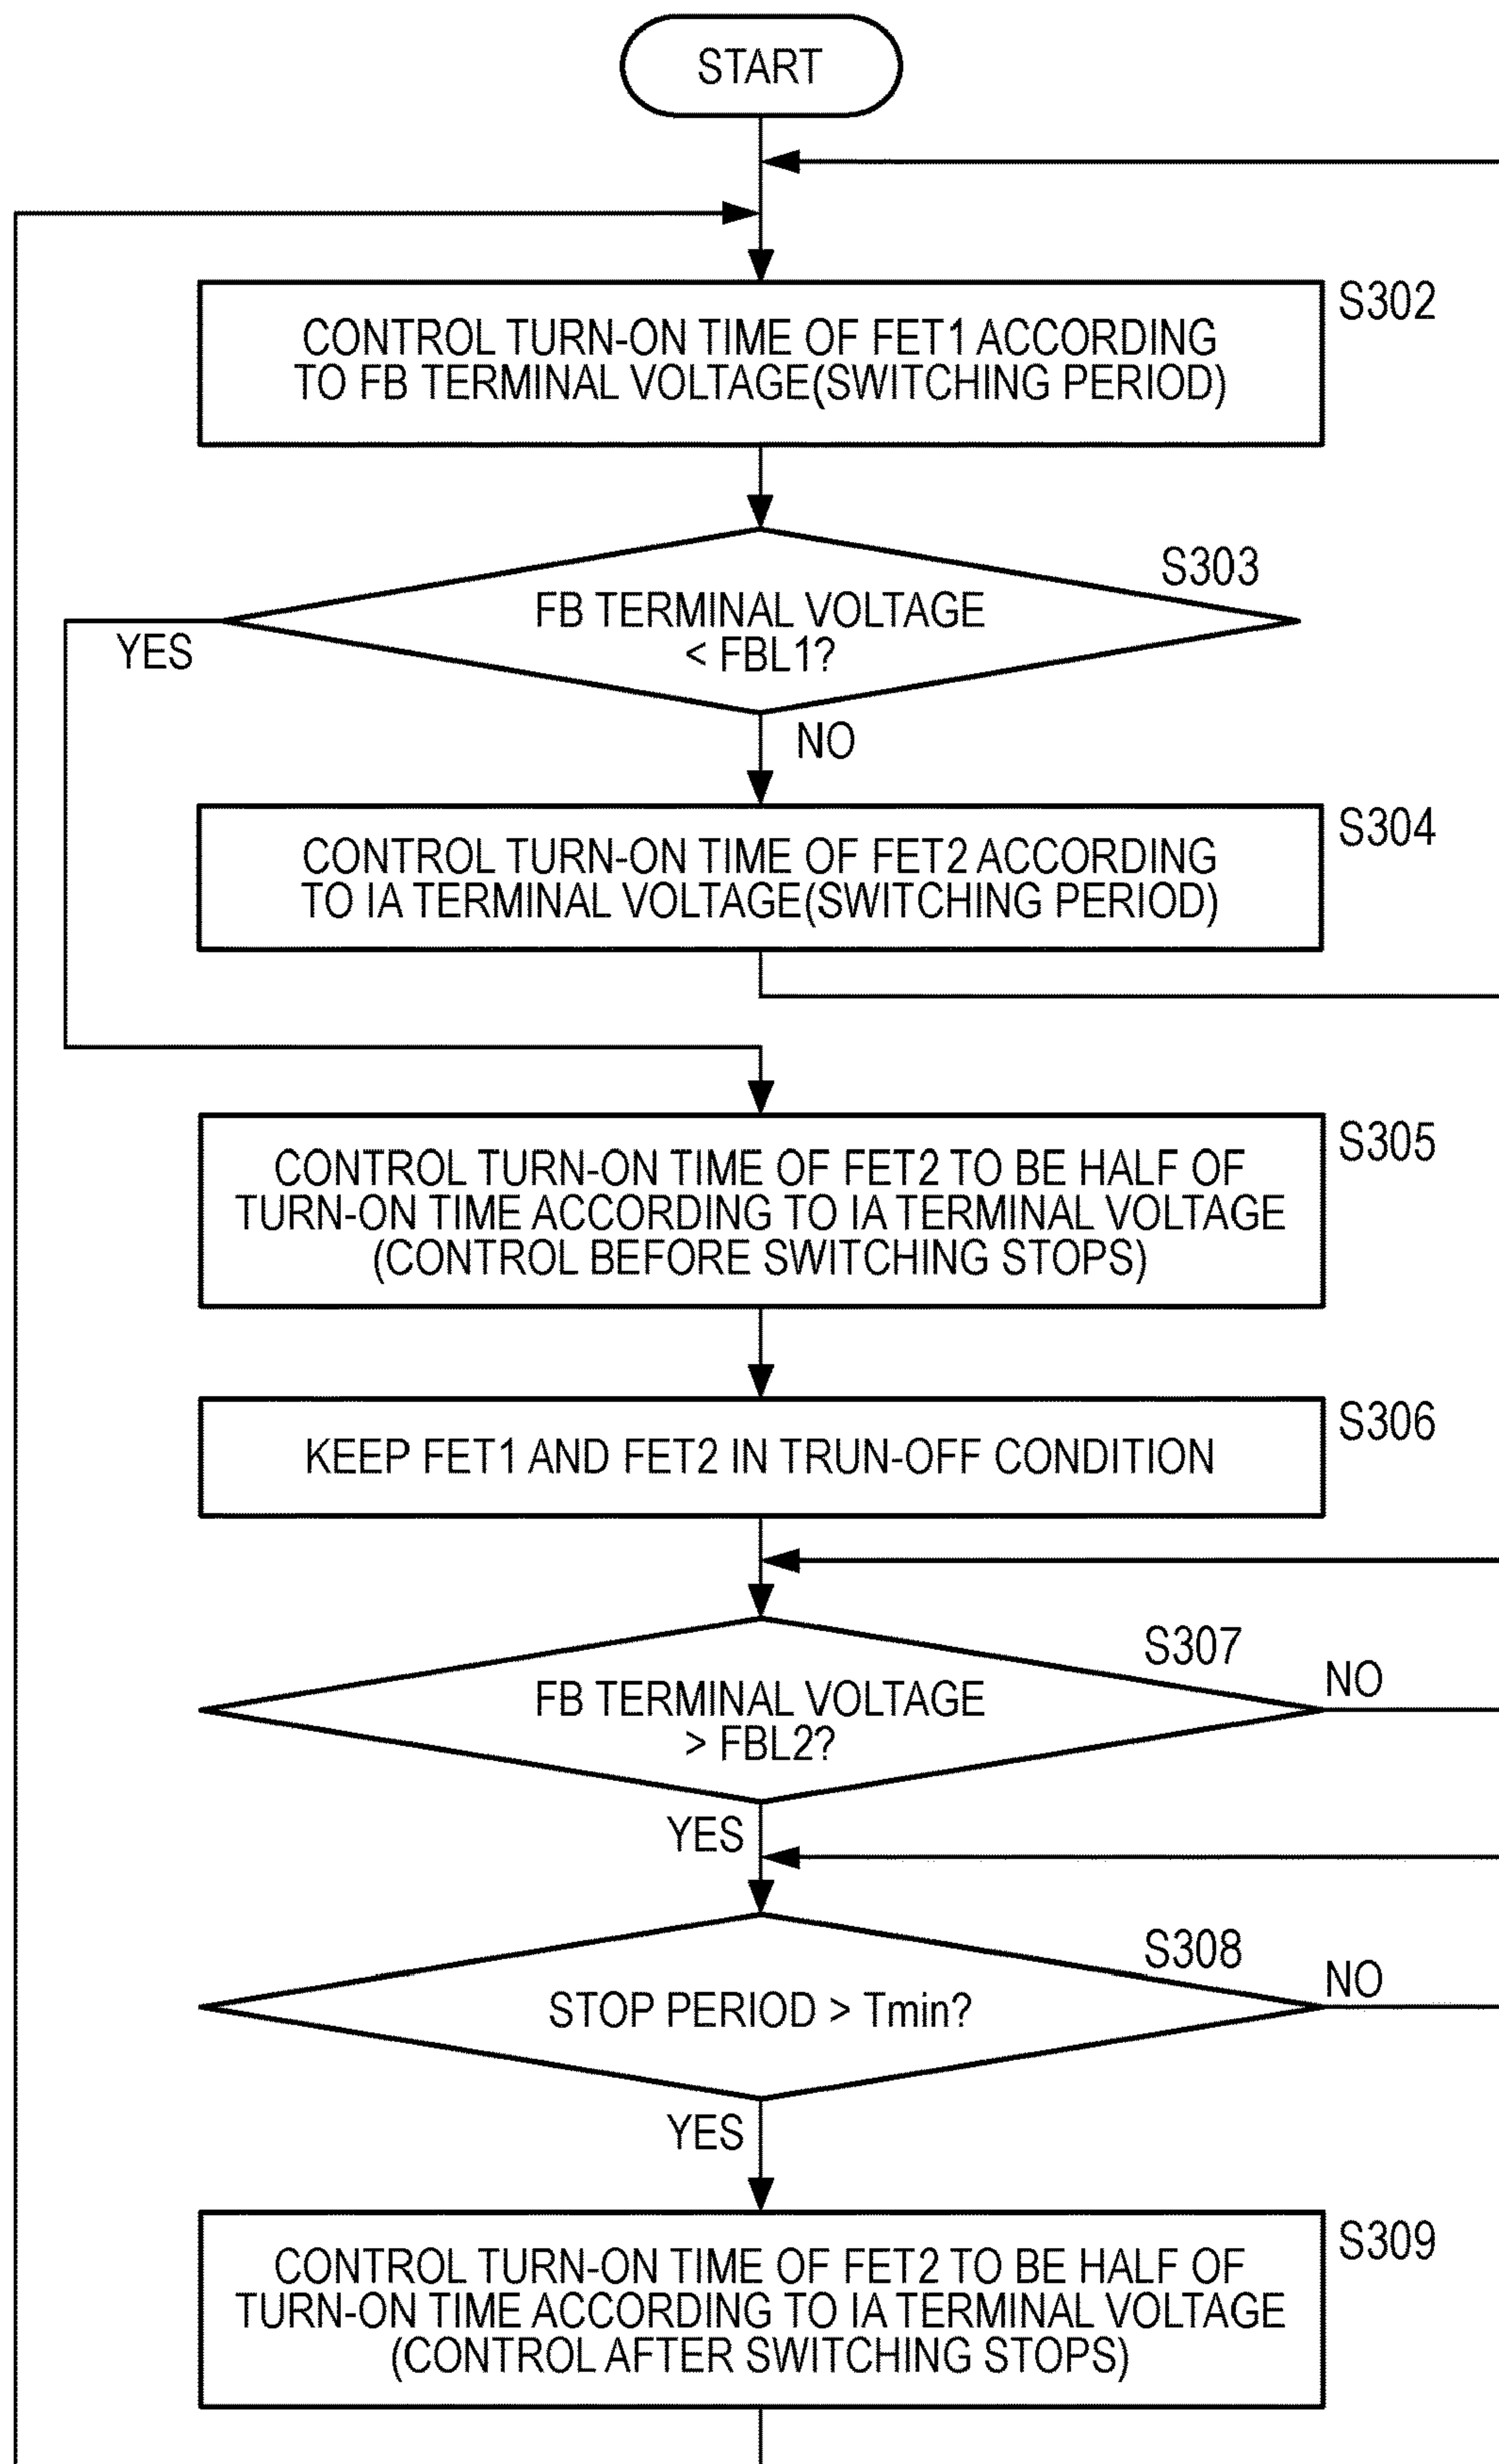 START
S302
CONTROL TURN-ON TIME OF FET1 ACCORDING
TO FB TERMINAL VOLTAGE(SWITCHING PERIOD)
S303
FB TERMINAL VOLTAGE
< FBL1?
YES
NO
S304
CONTROL TURN-ON TIME OF FET2 ACCORDING
TO IA TERMINAL VOLTAGE(SWITCHING PERIOD)
S305
CONTROL TURN-ON TIME OF FET2 TO BE HALF OF
TURN-ON TIME ACCORDING TO IA TERMINAL VOLTAGE
(CONTROL BEFORE SWITCHING STOPS)
S306
KEEP FET1 AND FET2 IN TRUN-OFF CONDITION
S307
NO
FB TERMINAL VOLTAGE
> FBL2?
YES
S308
NO
STOP PERIOD > Tmin?
YES
S309
CONTROL TURN-ON TIME OF FET2 TO BE HALF OF
TURN-ON TIME ACCORDING TO IA TERMINAL VOLTAGE
(CONTROL AFTER SWITCHING STOPS)